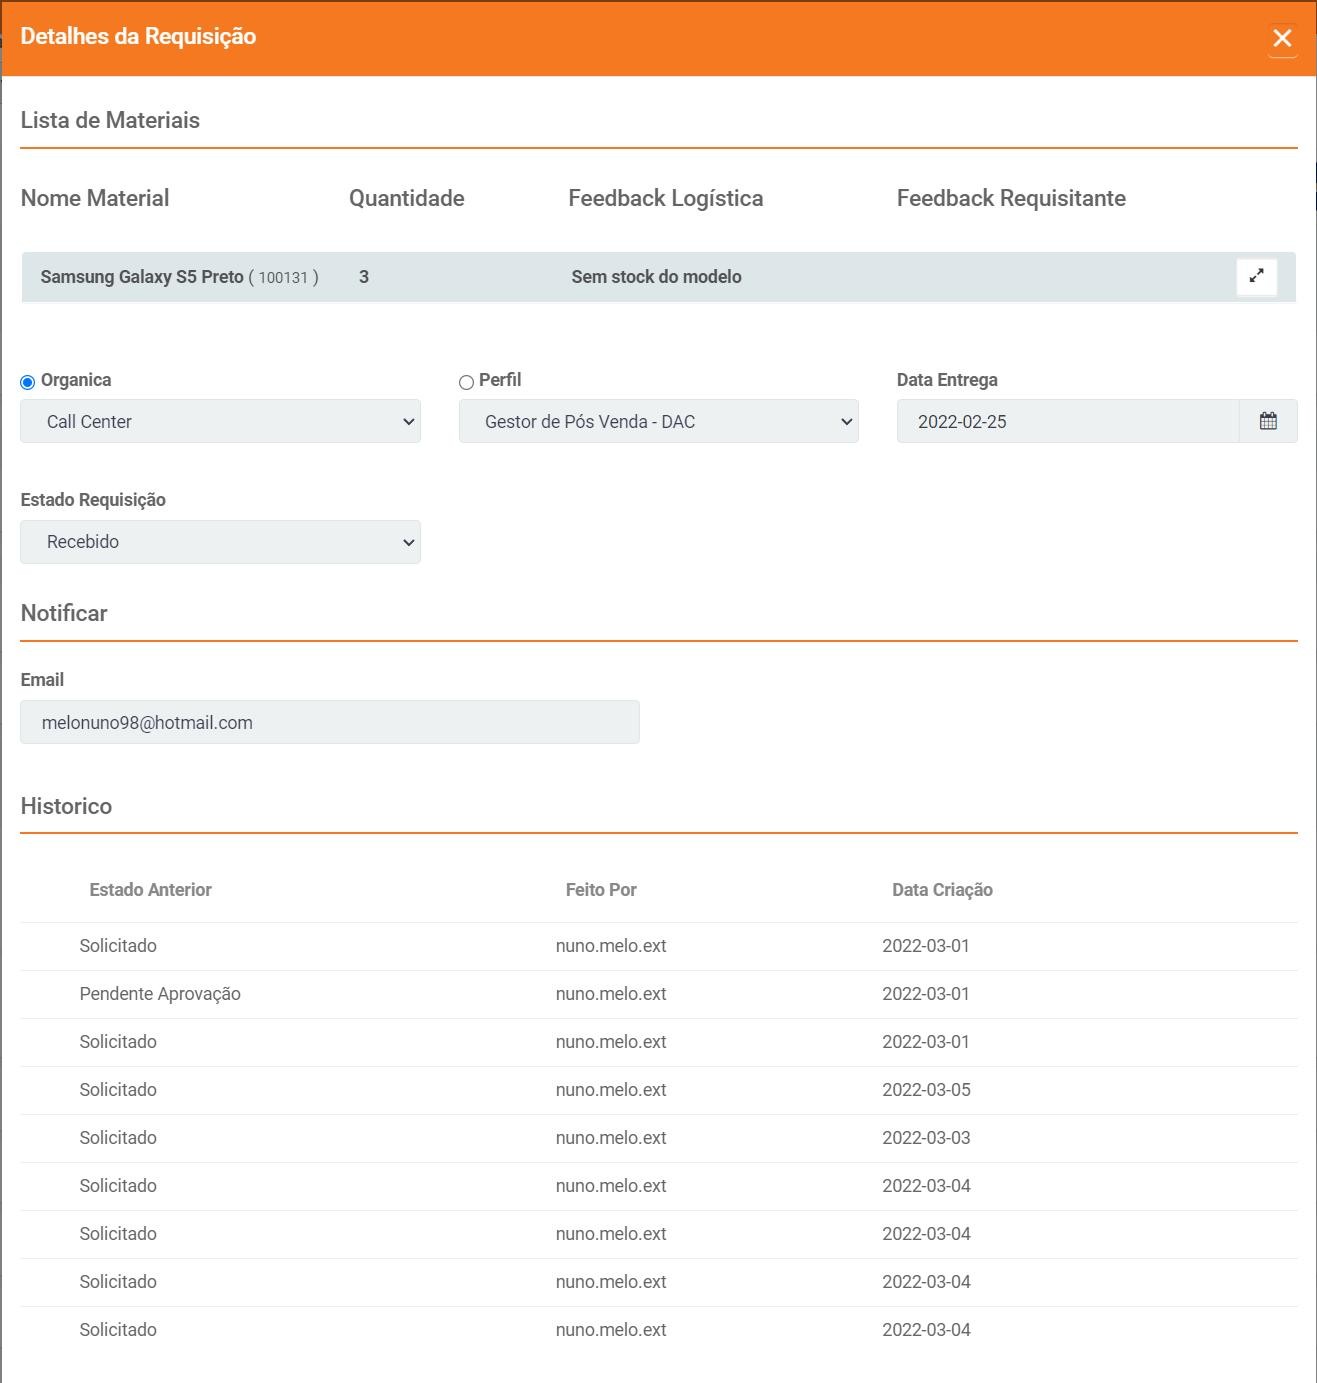 Detalhes da Requisição
Lista de Materiais
Nome Material Quantidade Feedback Logística Feedback Requisitante
Samsung Galaxy S5 Preto ( 100131 ) 3 Sem stock do modelo
Organica Perfil Data Entrega
Call Center Gestor de Pós Venda - DAC 2022-02-25
Estado Requisição
Recebido
Notificar
Email
melonuno98@hotmail.com
Historico
Estado Anterior Feito Por Data Criação
Solicitado nuno.melo.ext 2022-03-01
Pendente Aprovação nuno.melo.ext 2022-03-01
Solicitado nuno.melo.ext 2022-03-01
Solicitado nuno.melo.ext 2022-03-05
Solicitado nuno.melo.ext 2022-03-03
Solicitado nuno.melo.ext 2022-03-04
Solicitado nuno.melo.ext 2022-03-04
Solicitado nuno.melo.ext 2022-03-04
Solicitado nuno.melo.ext 2022-03-04